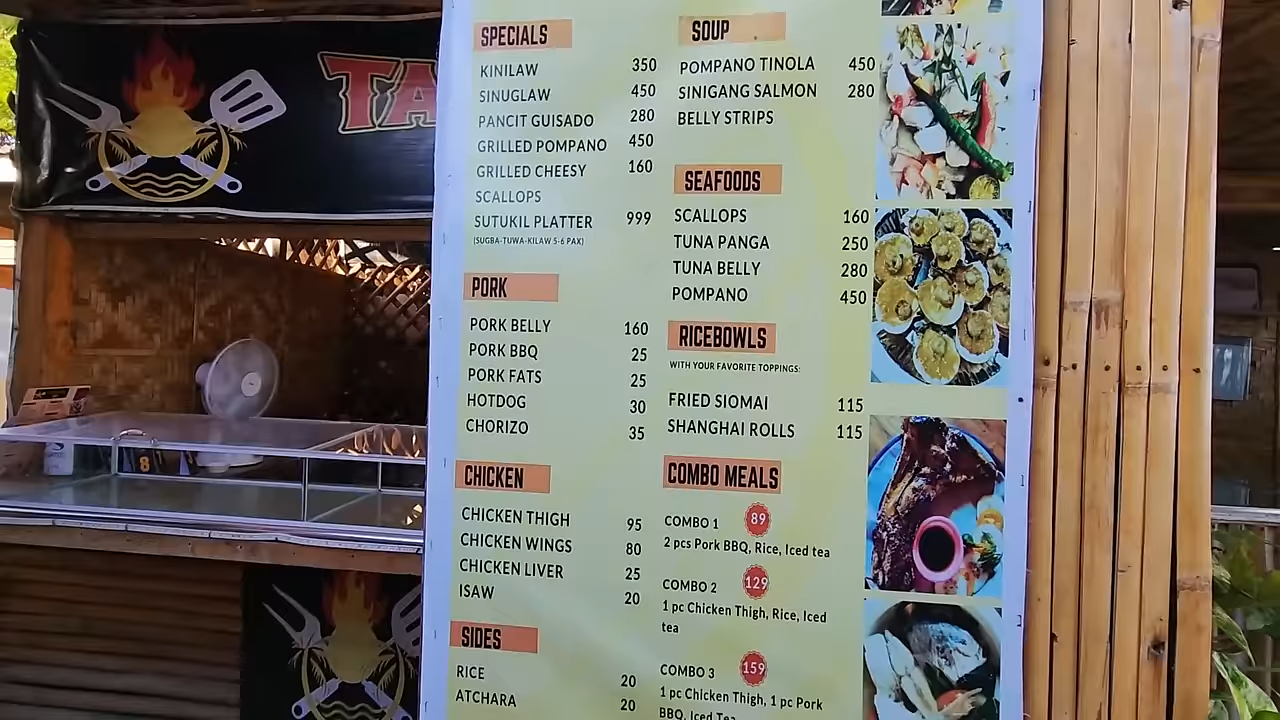 TA
SPECIALS
KINILAW 350
SINUGLAW 450
PANCIT GUISADO 280
GRILLED POMPANO 450
GRILLED CHEESY 160
SCALLOPS
SUTUKIL PLATTER 999
(SUGBA-TUWA-KILAW 5-6 PAX)
PORK
PORK BELLY 160
PORK BBQ 25
PORK FATS 25
HOTDOG 30
CHORIZO 35
CHICKEN
CHICKEN THIGH 95
CHICKEN WINGS 80
CHICKEN LIVER 25
ISAW 20
SIDES
RICE 20
ATCHARA 20
SOUP
POMPANO TINOLA 450
SINIGANG SALMON 280
BELLY STRIPS
SEAFOODS
SCALLOPS 160
TUNA PANGA 250
TUNA BELLY 280
POMPANO 450
RICEBOWLS
WITH YOUR FAVORITE TOPPINGS:
FRIED SIOMAI 115
SHANGHAI ROLLS 115
COMBO MEALS
COMBO 1 89
2 pcs Pork BBQ, Rice, Iced tea
COMBO 2 129
1 pc Chicken Thigh, Rice, Iced
tea
COMBO 3 159
1 pc Chicken Thigh, 1 pc Pork
BBQ, Iced Tea
8